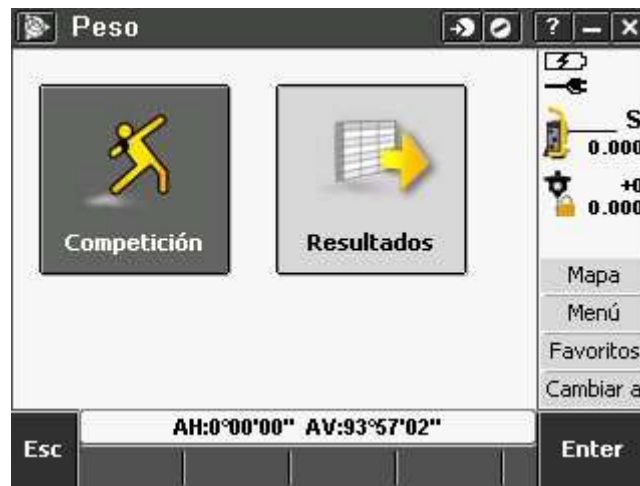 Peso
?
S
0.000
+0
0.000
Competición
Resultados
Mapa
Menú
Favoritos
Cambiar a
AH:0°00'00" AV:93°57'02"
Esc
Enter